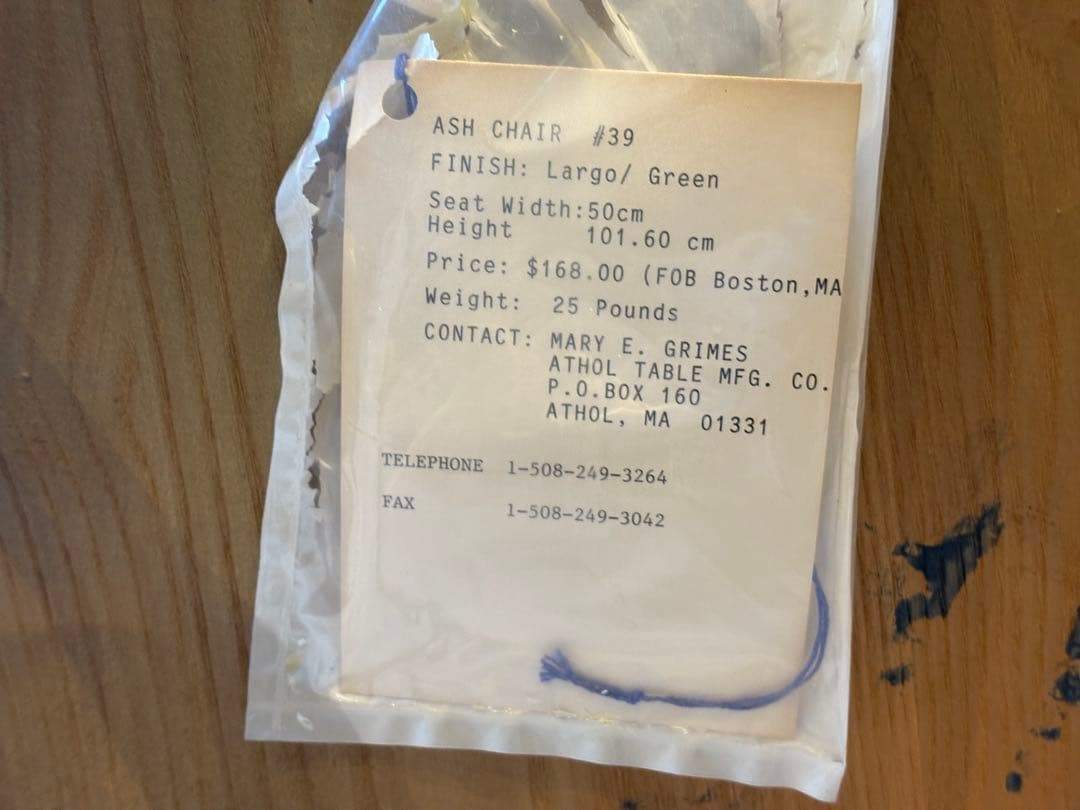 ASH CHAIR #39
FINISH: Largo/ Green
Seat Width:50cm
Height 101.60 cm
Price: $168.00 (FOB Boston,MA
Weight: 25 Pounds
CONTACT: MARY E. GRIMES
ATHOL TABLE MFG. CO.
P.O.BOX 160
ATHOL, MA 01331
TELEPHONE 1-508-249-3264
FAX 1-508-249-3042